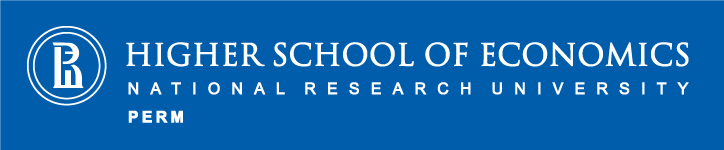 HIGHER SCHOOL OF ECONOMICS
NATIONAL RESEARCH UNIVERSITY
PERM